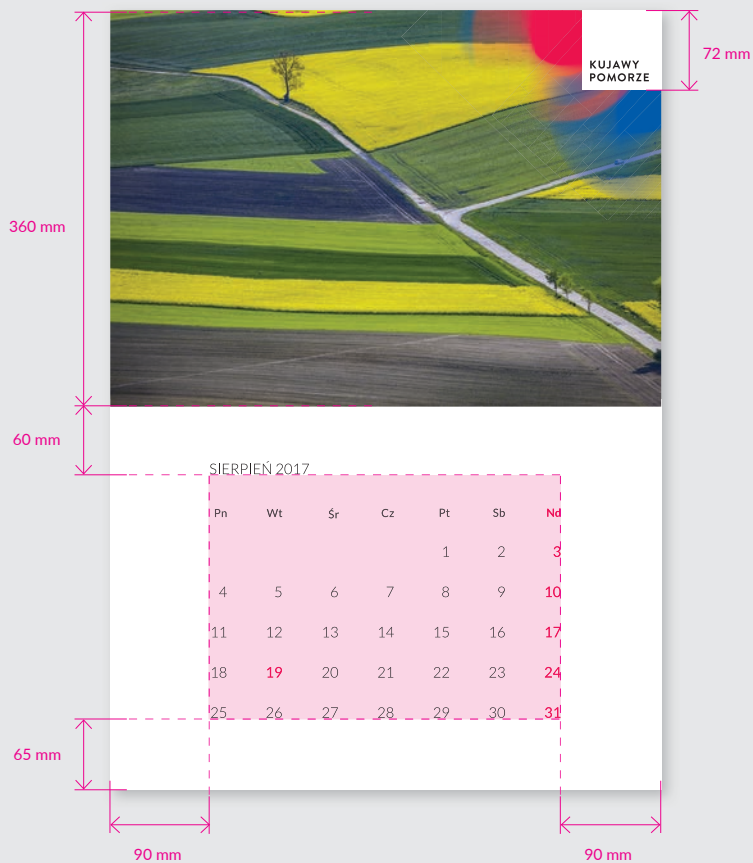 72 mm
KUJAWY
POMORZE
360 mm
60 mm
SIERPIEŃ 2017
Pn Wt Śr Cz Pt Sb Nd
1 2 3
4 5 6 7 8 9 10
11 12 13 14 15 16 17
18 19 20 21 22 23 24
25 26 27 28 29 30 31
65 mm
90 mm 90 mm